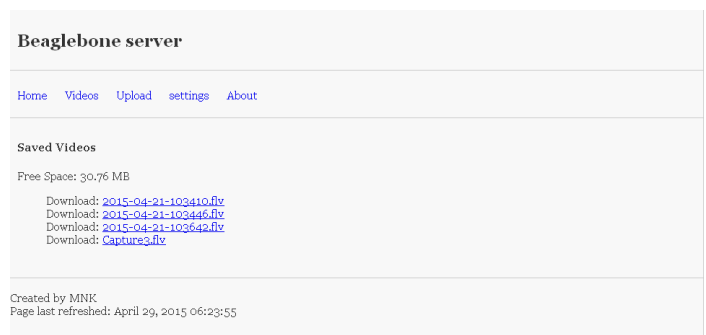 Beaglebone server
Home Videos Upload settings About
Saved Videos
Free Space: 30.76 MB
Download: 2015-04-21-103410.flv
Download: 2015-04-21-103446.flv
Download: 2015-04-21-103642.flv
Download: Capture3.flv
Created by MNK
Page last refreshed: April 29, 2015 06:23:55